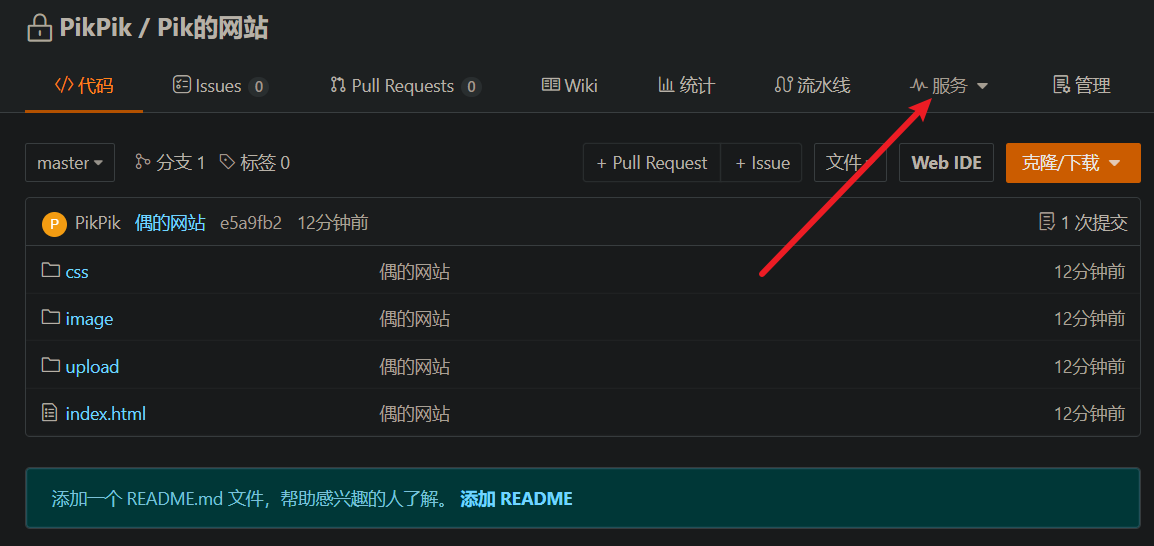 PikPik / Pik的网站
代码 Issues 0 Pull Requests 0 Wiki 统计 流水线 服务 管理
master 分支 1 标签 0 + Pull Request + Issue 文件 Web IDE 克隆/下载
P PikPik 偶的网站 e5a9fb2 12分钟前 1 次提交
css 偶的网站 12分钟前
image 偶的网站 12分钟前
upload 偶的网站 12分钟前
index.html 偶的网站 12分钟前
添加一个 README.md 文件，帮助感兴趣的人了解。 添加 README